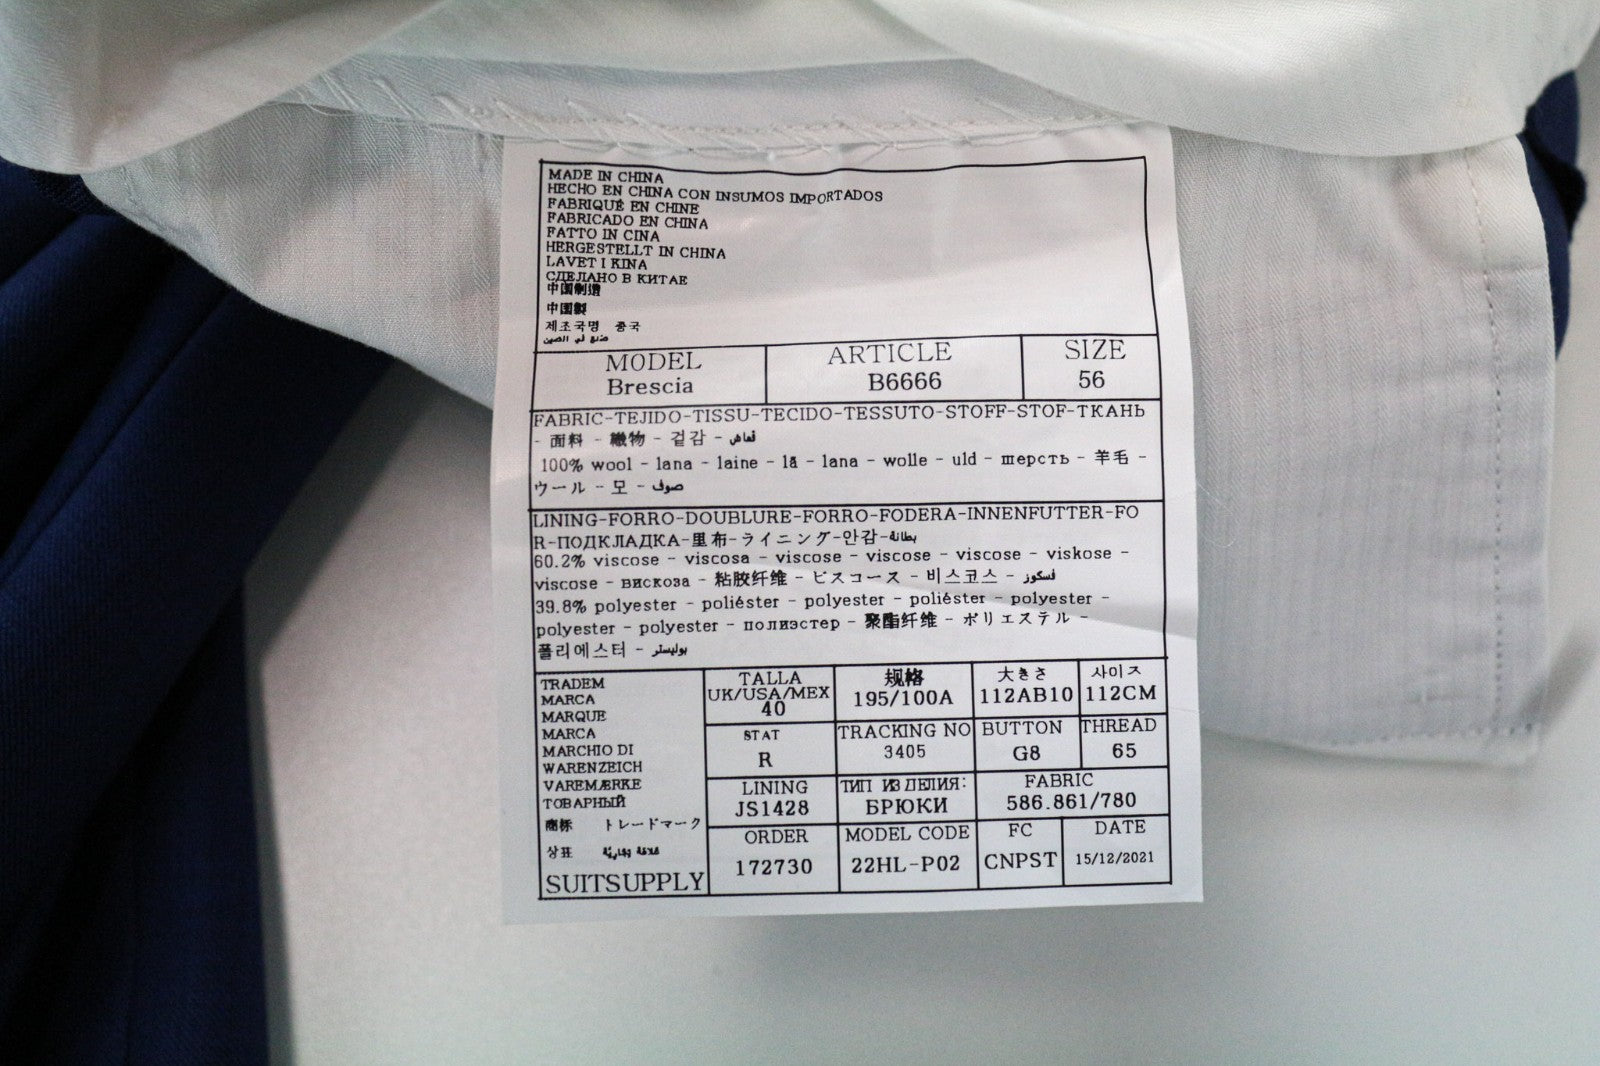 MADE IN CHINA
HECHO EN CHINA CON INSUMOS IMPORTADOS
FABRIQUÉ EN CHINE
FABRICADO EN CHINA
FATTO IN CINA
HERGESTELLT IN CHINA
LAVET I KINA
СДЕЛАНО В КИТАЕ
中国制造
中国製
제조국명 중국
صنع في الصين
MODEL ARTICLE SIZE
Brescia B6666 56
FABRIC-TEJIDO-TISSU-TECIDO-TESSUTO-STOFF-STOF-ТКАНЬ
- 面料 - 織物 - 겉감 - قماش
100% wool - lana - laine - lã - lana - wolle - uld - шерсть - 羊毛 -
ウール - 모 - صوف
LINING-FORRO-DOUBLURE-FORRO-FODERA-INNENFUTTER-FO
R-ПОДКЛАДКА-里布-ライニング-안감-بطانة
60.2% viscose - viscosa - viscose - viscose - viscose - viskose -
viscose - вискоза - 粘胶纤维 - ビスコース - 비스코스 - فسكوز
39.8% polyester - poliéster - polyester - poliéster - polyester -
polyester - polyester - полиэстер - 聚酯纤维 - ポリエステル -
폴리에스터 - بوليستر
TRADEM
MARCA
MARQUE
MARCA
MARCHIO DI
WARENZEICH
VAREMÆRKE
ТОВАРНЫЙ
商标 トレードマーク
상표
SUITSUPPLY
TALLA 规格 大きさ 사이즈
UK/USA/MEX 195/100A 112AB10 112CM
40
STAT TRACKING NO BUTTON THREAD
R 3405 G8 65
LINING ТИП ИЗДЕЛИЯ: FABRIC
JS1428 БРЮКИ 586.861/780
ORDER MODEL CODE FC DATE
172730 22HL-P02 CNPST 15/12/2021